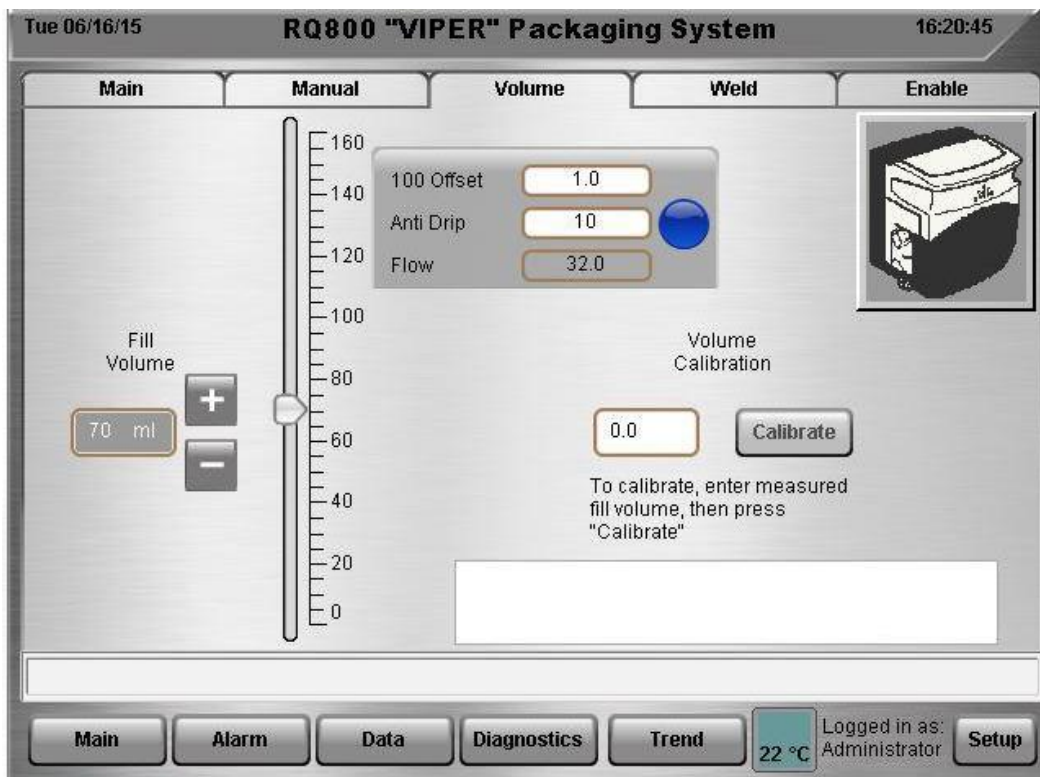 Tue 06/16/15
RQ800 "VIPER" Packaging System
16:20:45
Main
Manual
Volume
Weld
Enable
160
140
120
100
80
60
40
20
0
100 Offset
1.0
Anti Drip
10
Flow
32.0
Fill
Volume
70 ml
+
−
Volume
Calibration
0.0
Calibrate
To calibrate, enter measured
fill volume, then press
"Calibrate"
Main
Alarm
Data
Diagnostics
Trend
22 °C
Logged in as:
Administrator
Setup